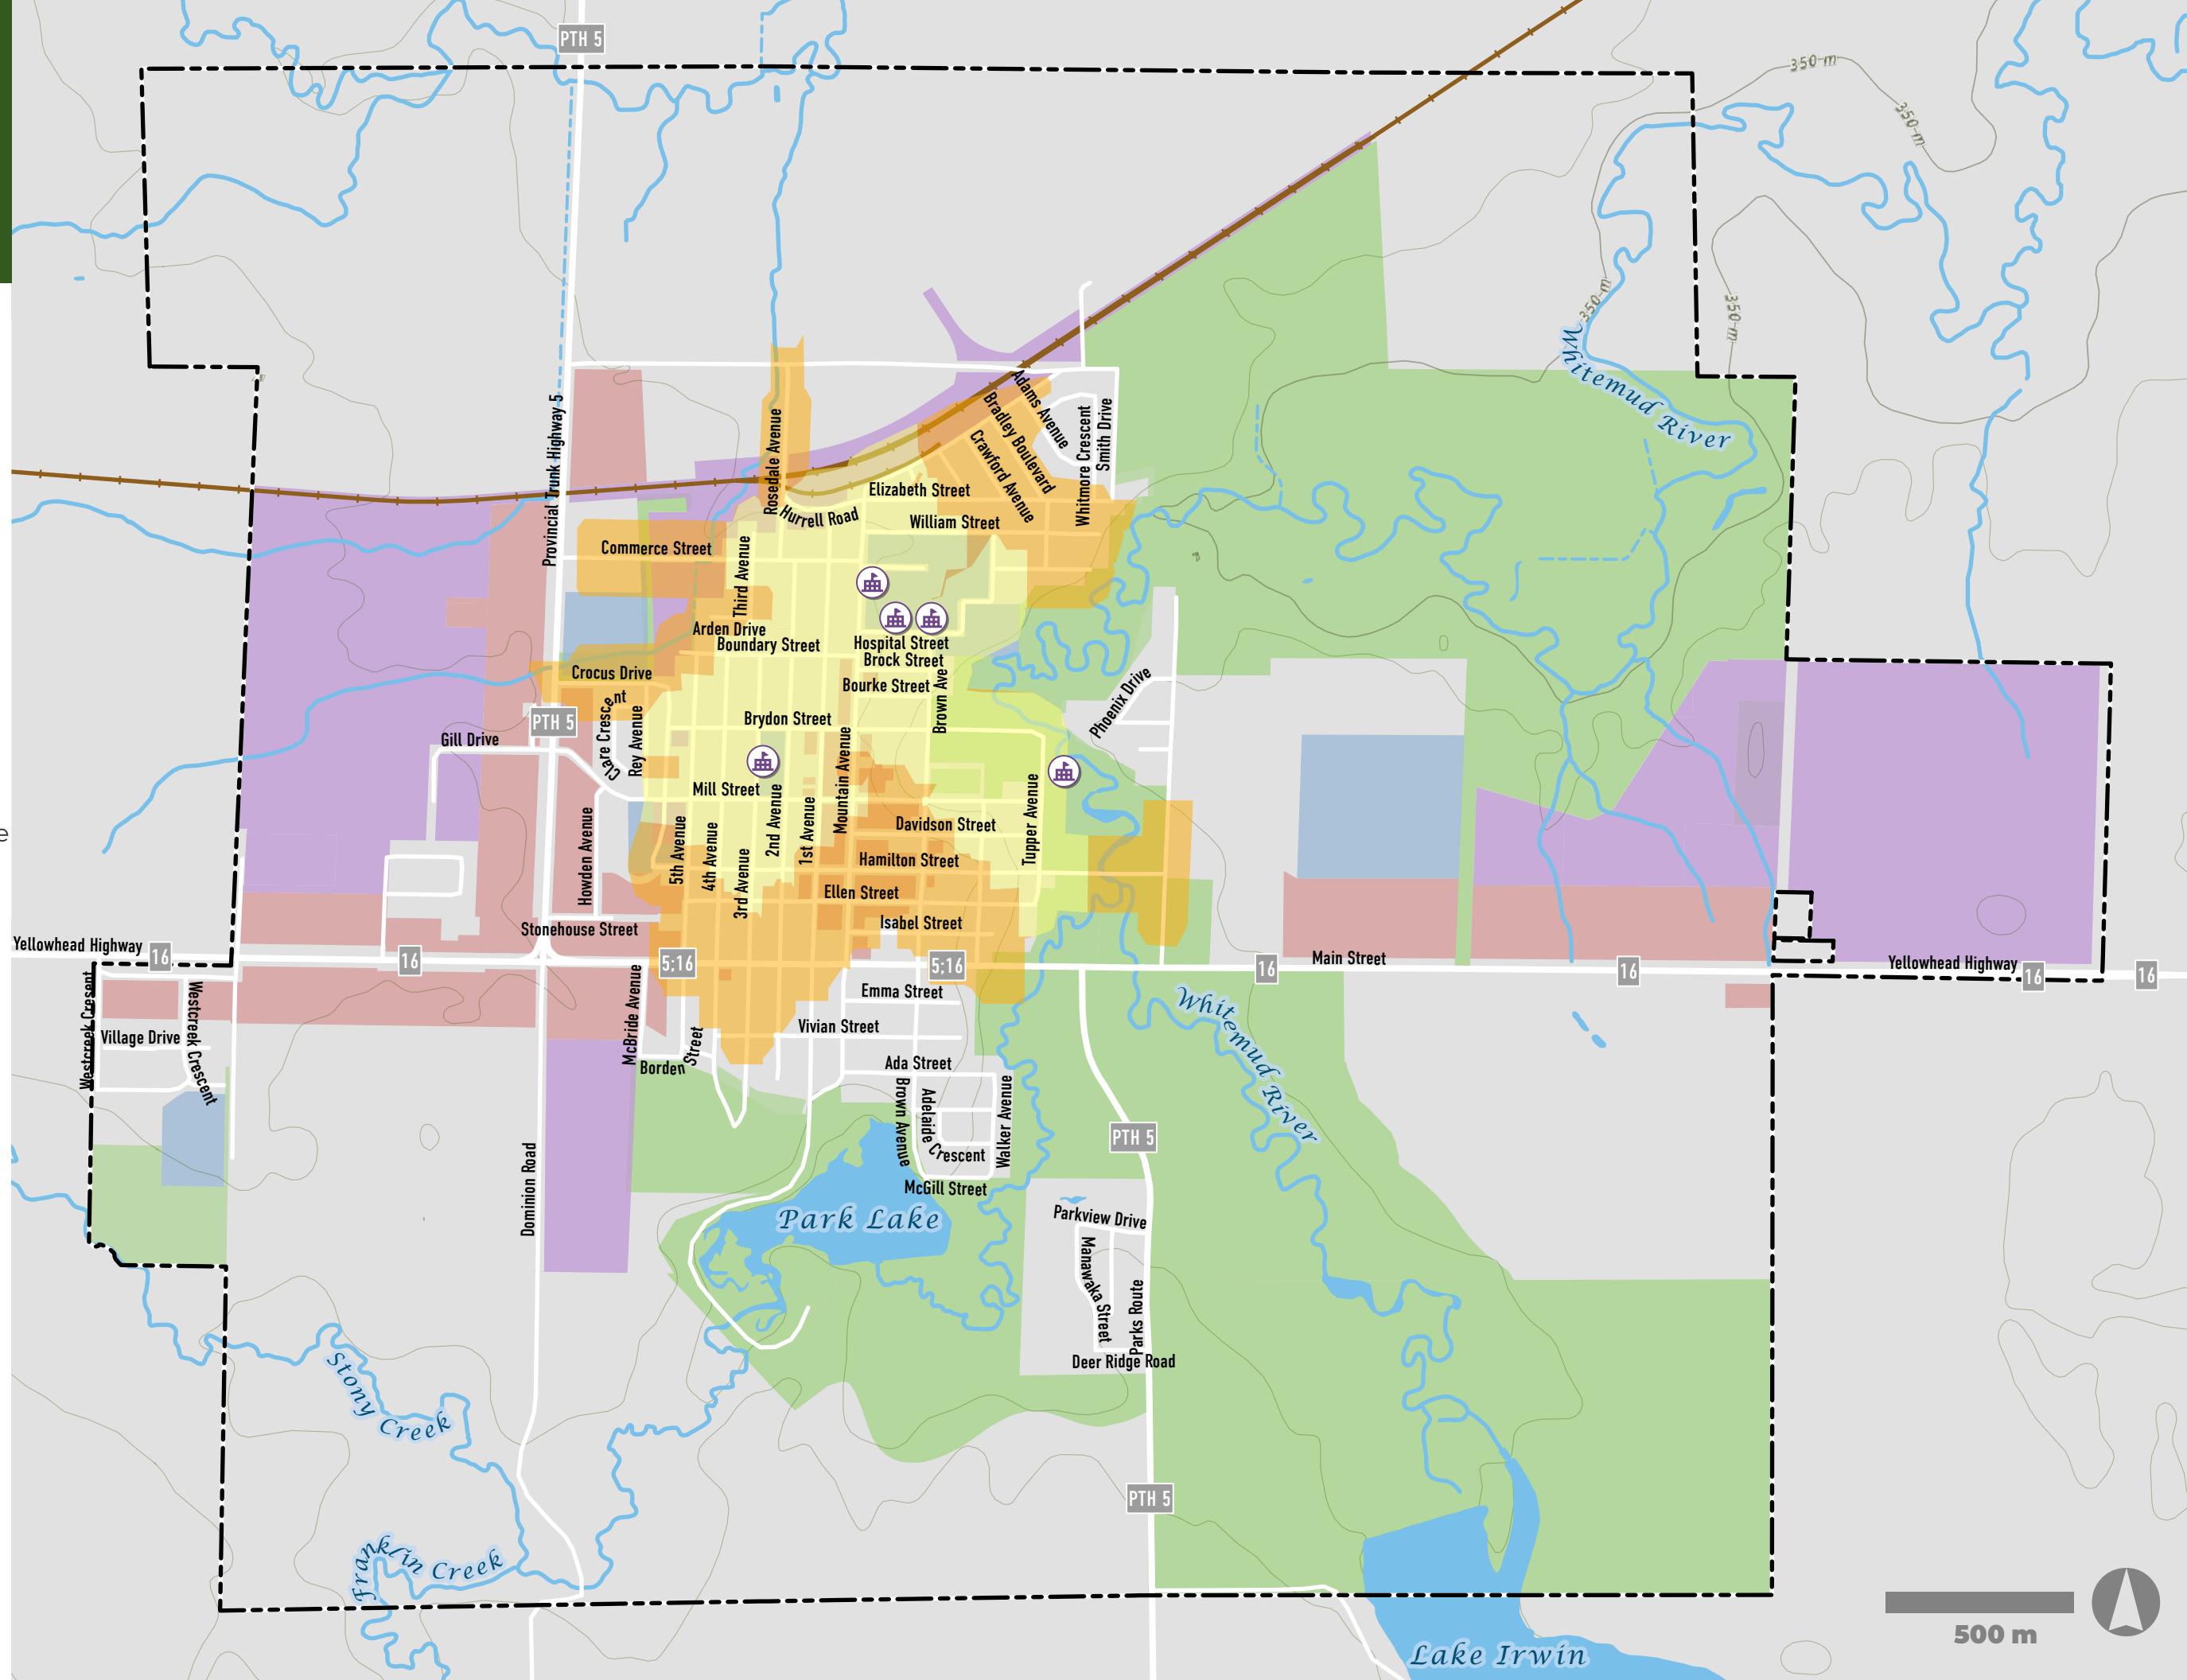 PTH 5
350 m
350 m
350 m
350 m
Whitemud River
Provincial Trunk Highway 5
Rosedale Avenue
Adams Avenue
Bradley Boulevard
Crawford Avenue
Whitmore Crescent
Smith Drive
Elizabeth Street
Hurrell Road
William Street
Commerce Street
Third Avenue
Arden Drive
Boundary Street
Hospital Street
Brock Street
Crocus Drive
Bourke Street
Brown Ave
Phoenix Drive
Clare Crescent
Rey Avenue
PTH 5
Brydon Street
Gill Drive
Mountain Avenue
Mill Street
Tupper Avenue
Howden Avenue
5th Avenue
4th Avenue
3rd Avenue
2nd Avenue
1st Avenue
Davidson Street
Hamilton Street
Ellen Street
Isabel Street
Stonehouse Street
Yellowhead Highway
16
16
5;16
5;16
16
Main Street
16
Yellowhead Highway
16
16
Westcreek Cresent
Westcreek Crescent
Village Drive
McBride Avenue
Borden Street
Emma Street
Vivian Street
Ada Street
Brown Avenue
Adelaide Crescent
Walker Avenue
McGill Street
Whitemud River
PTH 5
Dominion Road
Park Lake
Parkview Drive
Manawaka Street
Parks Route
Deer Ridge Road
Stony Creek
Franklin Creek
PTH 5
Lake Irwin
500 m
e